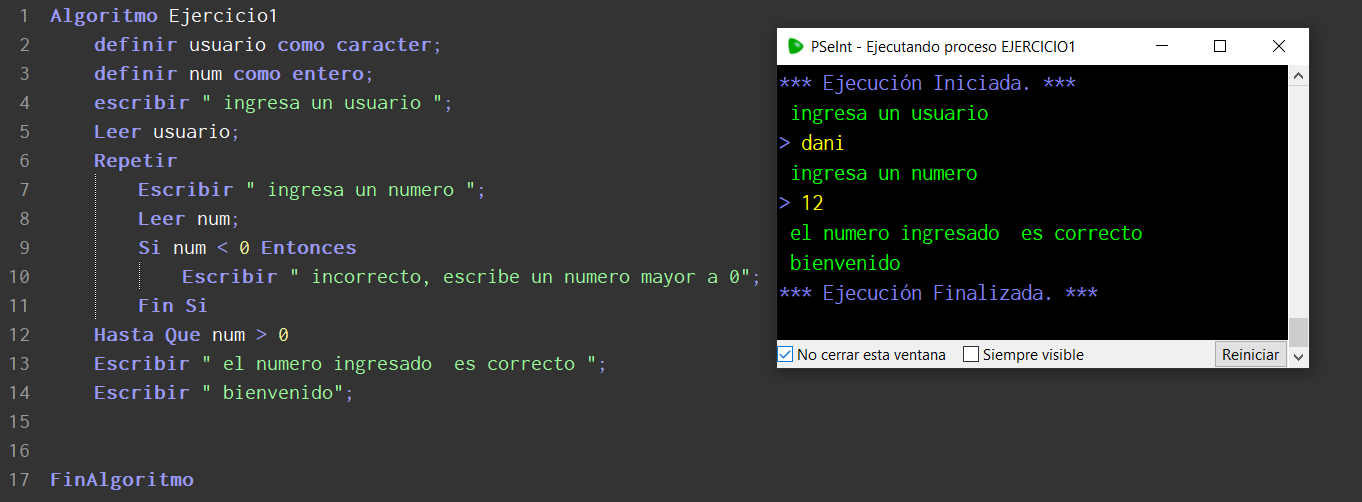 1 Algoritmo Ejercicio1
2 definir usuario como caracter;
3 definir num como entero;
4 escribir " ingresa un usuario ";
5 Leer usuario;
6 Repetir
7 Escribir " ingresa un numero ";
8 Leer num;
9 Si num < 0 Entonces
10 Escribir " incorrecto, escribe un numero mayor a 0";
11 Fin Si
12 Hasta Que num > 0
13 Escribir " el numero ingresado  es correcto ";
14 Escribir " bienvenido";
15
16
17 FinAlgoritmo
PSeInt - Ejecutando proceso EJERCICIO1
*** Ejecución Iniciada. ***
ingresa un usuario
> dani
ingresa un numero
> 12
el numero ingresado  es correcto
bienvenido
*** Ejecución Finalizada. ***
No cerrar esta ventana Siempre visible Reiniciar